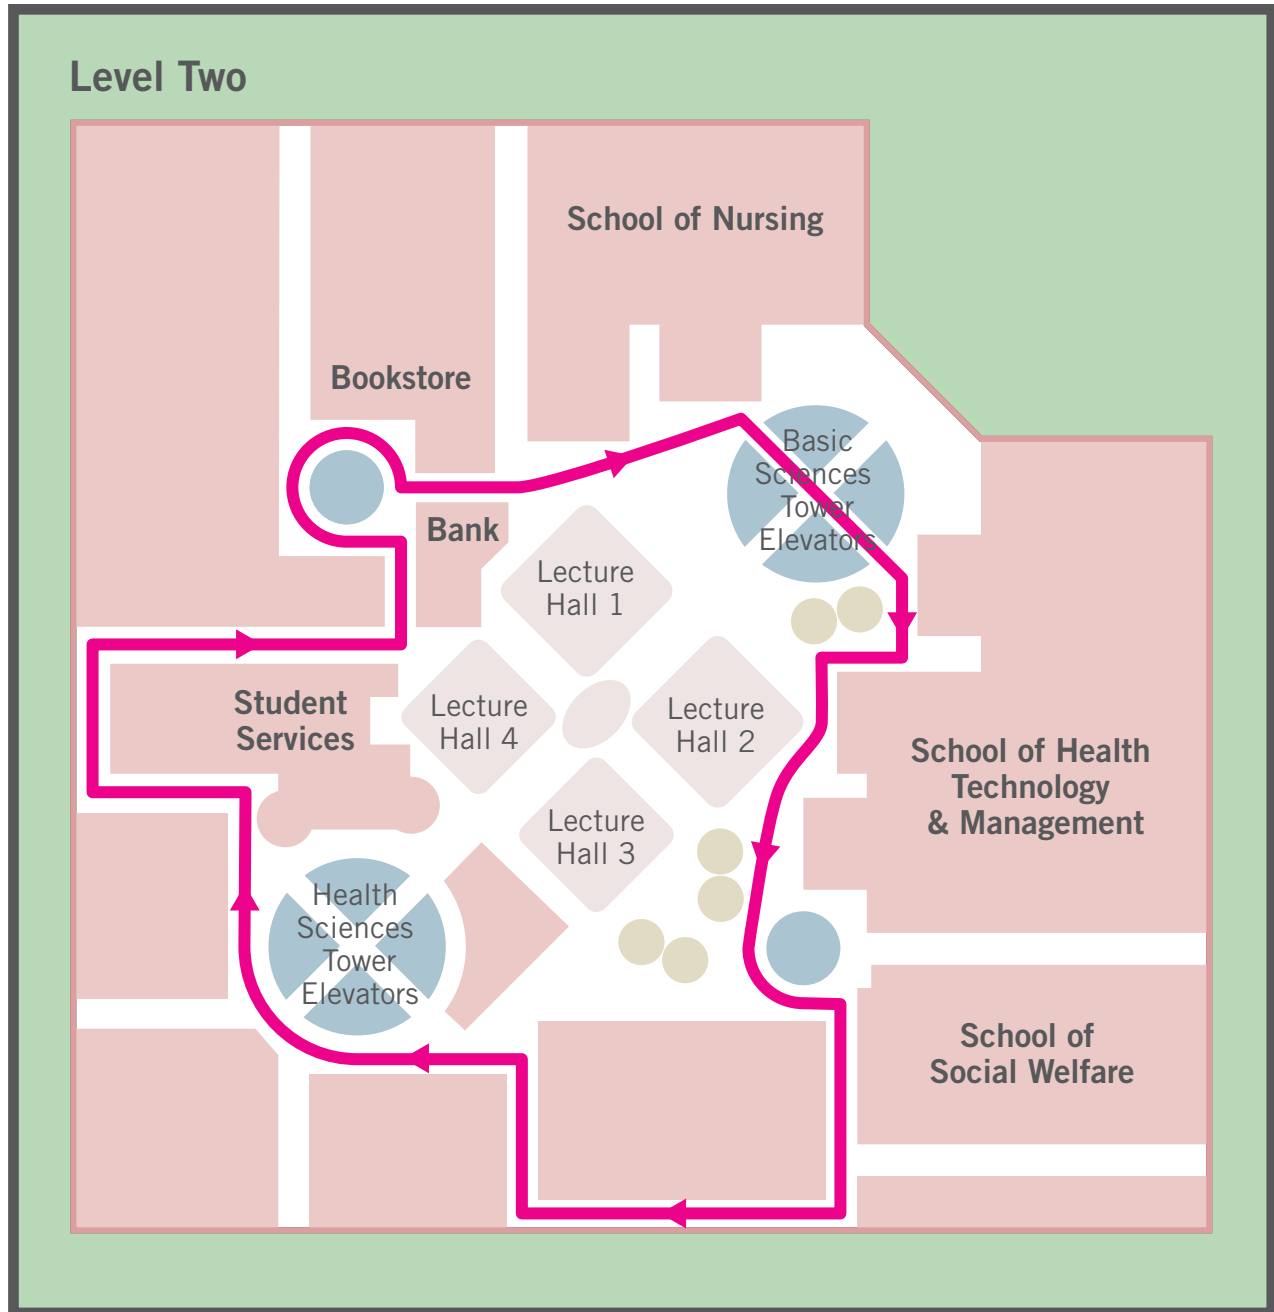 Level Two
School of Nursing
Bookstore
Basic
Sciences
Tower
Elevators
Bank
Lecture
Hall 1
Student
Services
Lecture
Hall 4
Lecture
Hall 2
School of Health
Technology
& Management
Lecture
Hall 3
Health
Sciences
Tower
Elevators
School of
Social Welfare